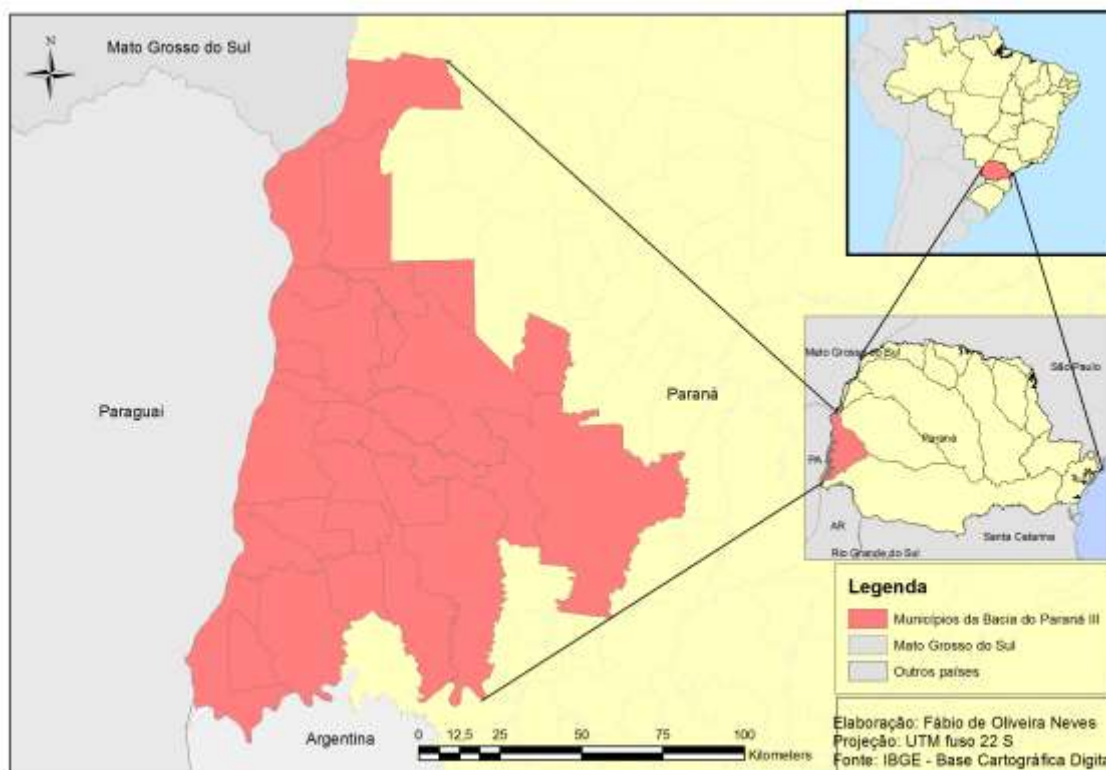 N
Mato Grosso do Sul
Paraguai
Paraná
Argentina
0 12,5 25 50 75 100
Kilometers
Mato Grosso do Sul
São Paulo
Paraná
PA
AR
Santa Catarina
Rio Grande do Sul
Legenda
Municípios da Bacia do Paraná III
Mato Grosso do Sul
Outros países
Elaboração: Fábio de Oliveira Neves
Projeção: UTM fuso 22 S
Fonte: IBGE - Base Cartográfica Digita